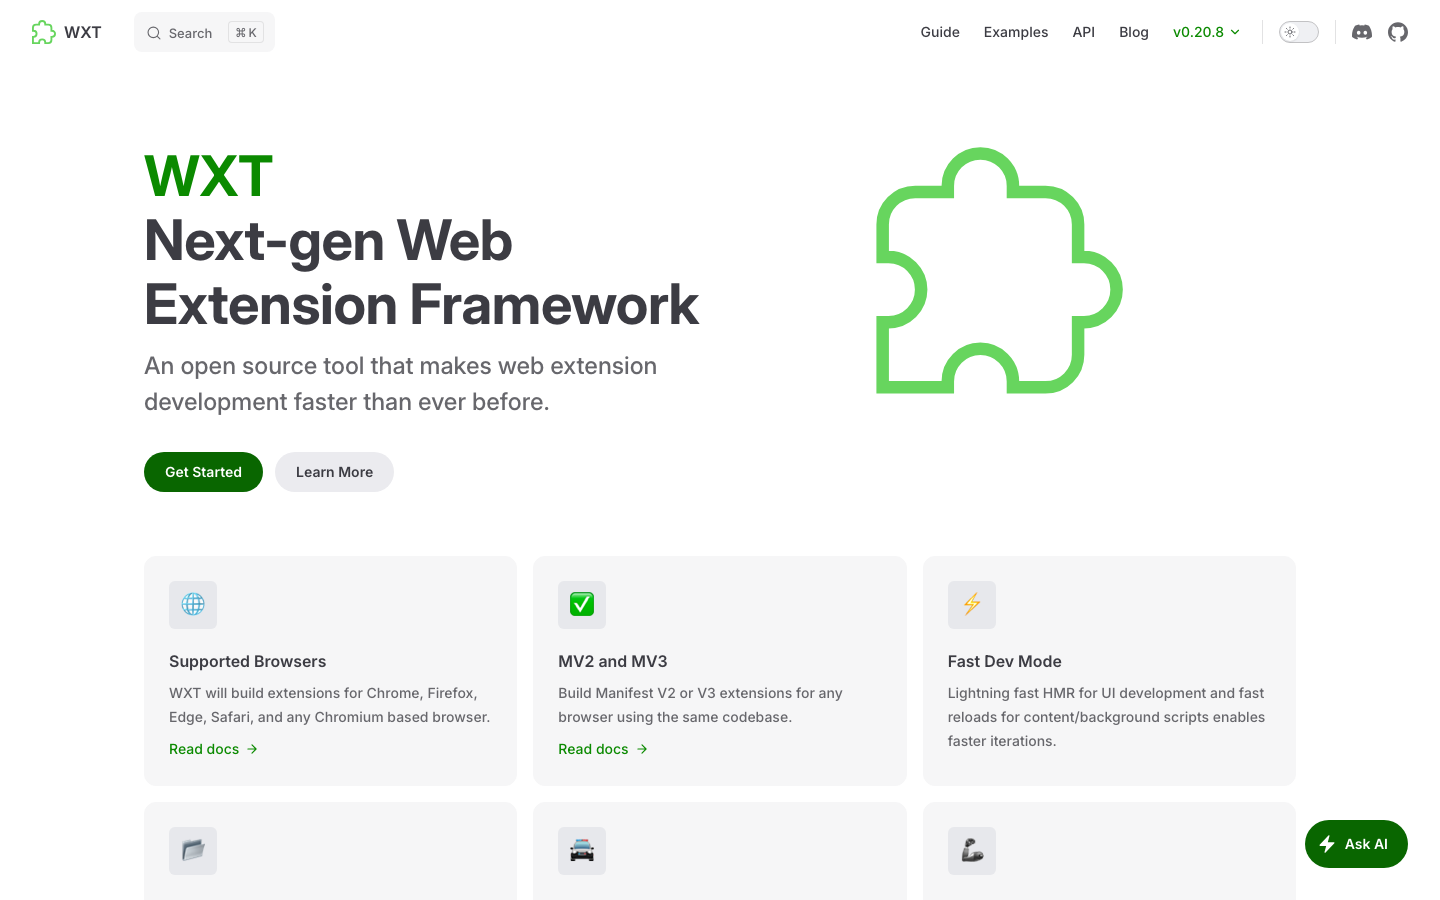 WXT
Search
⌘ K
Guide
Examples
API
Blog
v0.20.8
WXT
Next-gen Web
Extension Framework
An open source tool that makes web extension
development faster than ever before.
Get Started
Learn More
Supported Browsers
WXT will build extensions for Chrome, Firefox,
Edge, Safari, and any Chromium based browser.
Read docs →
MV2 and MV3
Build Manifest V2 or V3 extensions for any
browser using the same codebase.
Read docs →
Fast Dev Mode
Lightning fast HMR for UI development and fast
reloads for content/background scripts enables
faster iterations.
Ask AI